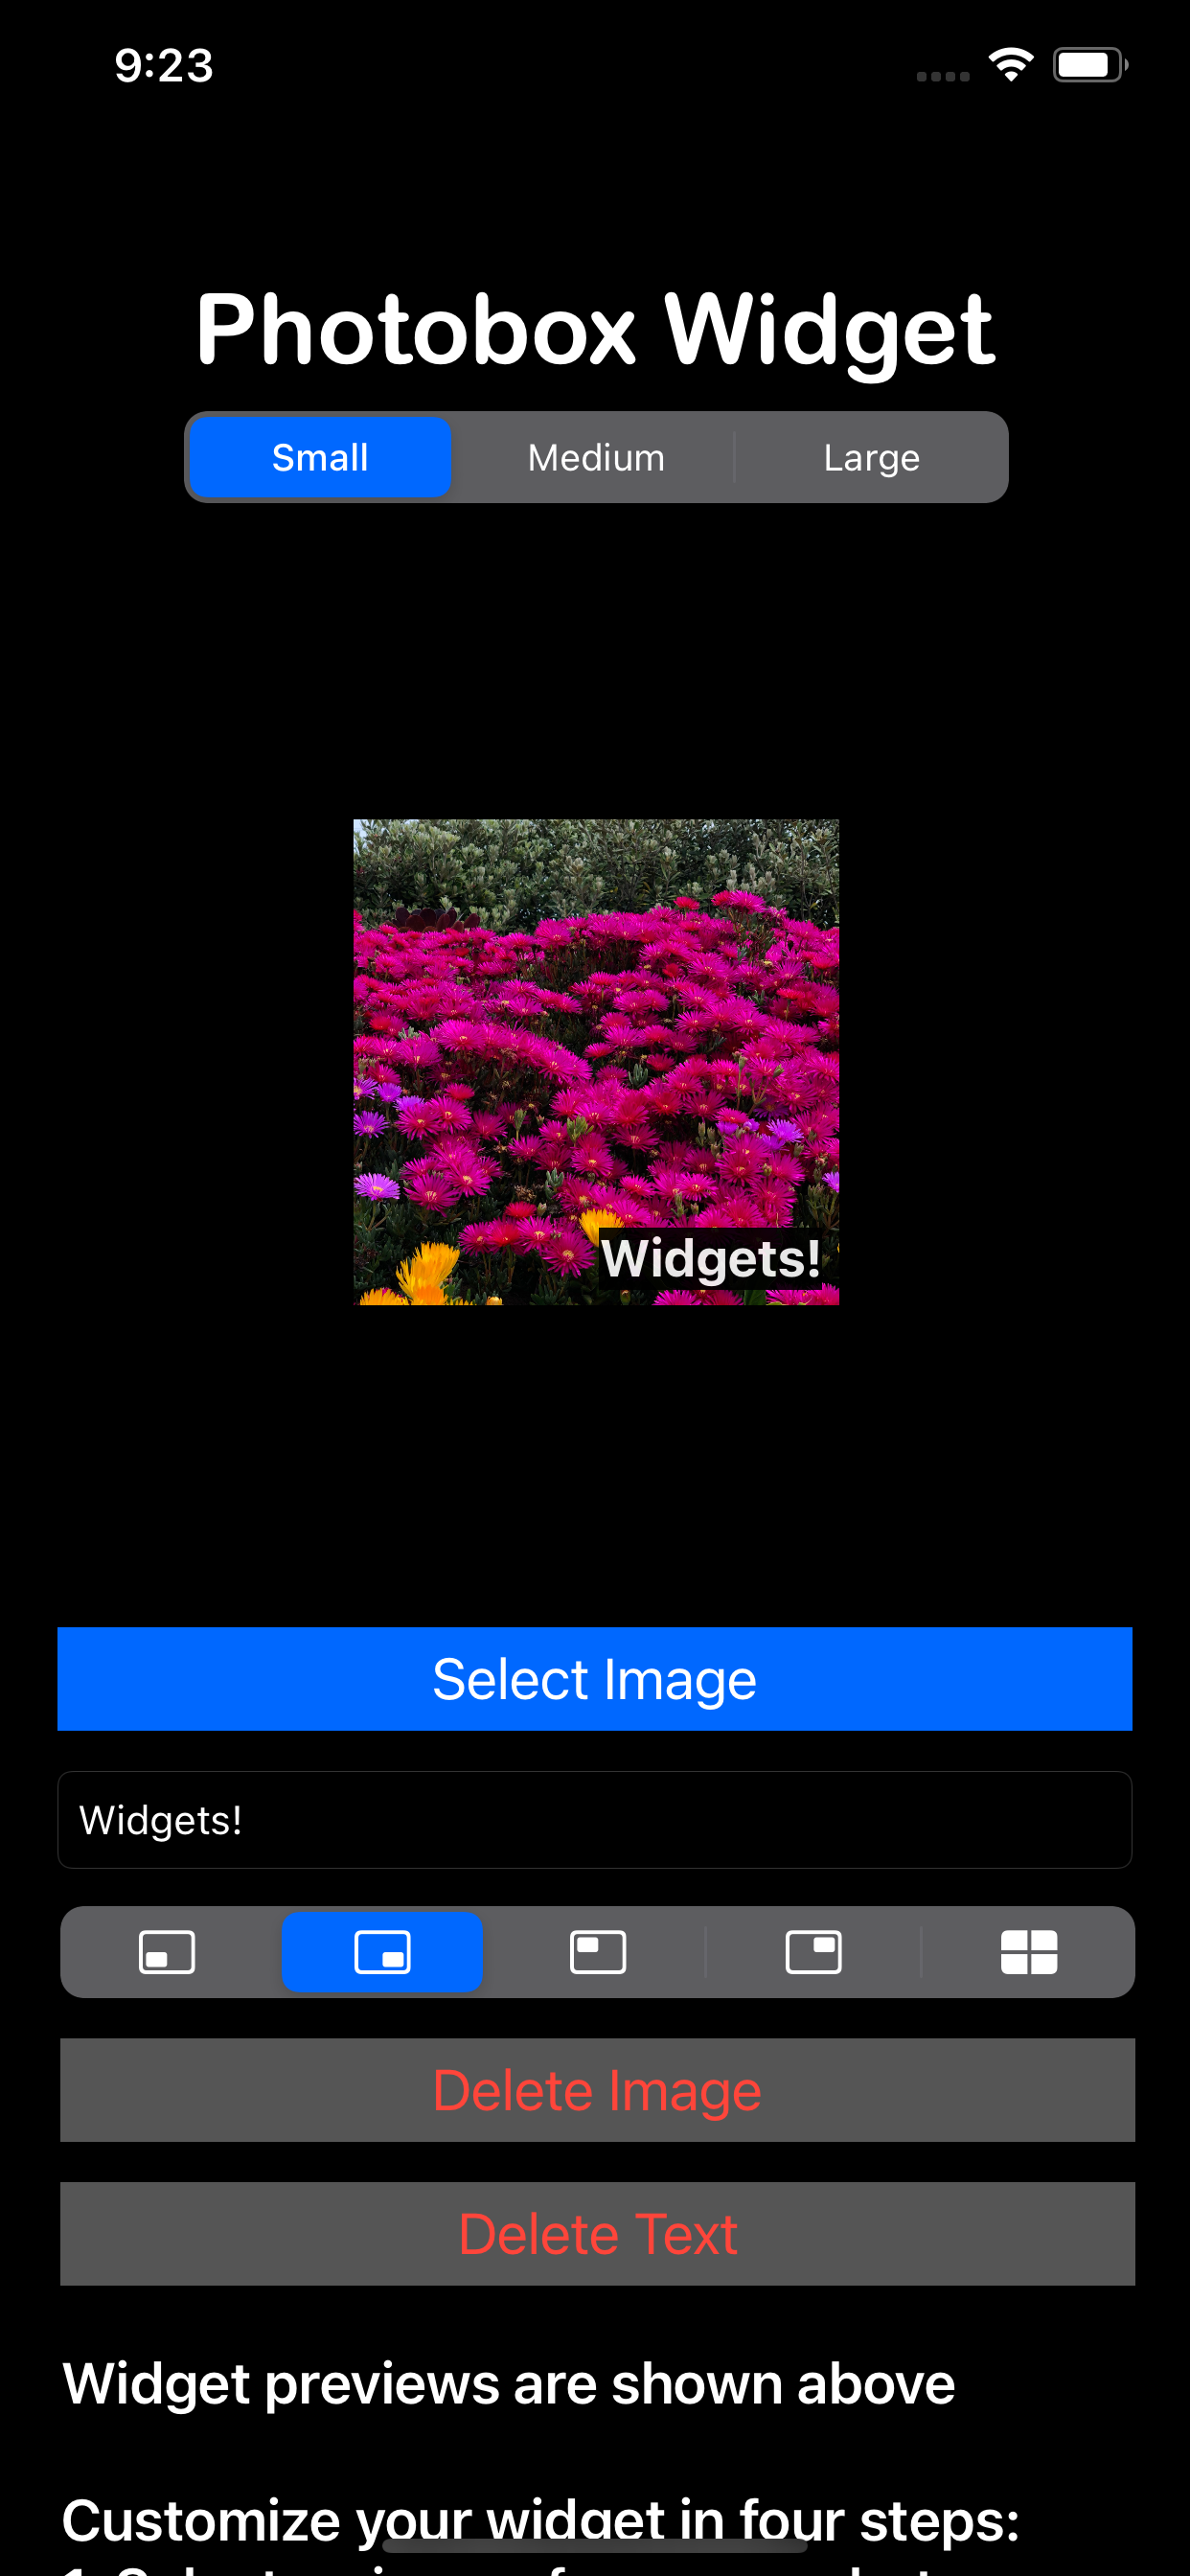 9:23
Photobox Widget
Small Medium Large
Widgets!
Select Image
Widgets!
Delete Image
Delete Text
Widget previews are shown above
Customize your widget in four steps: